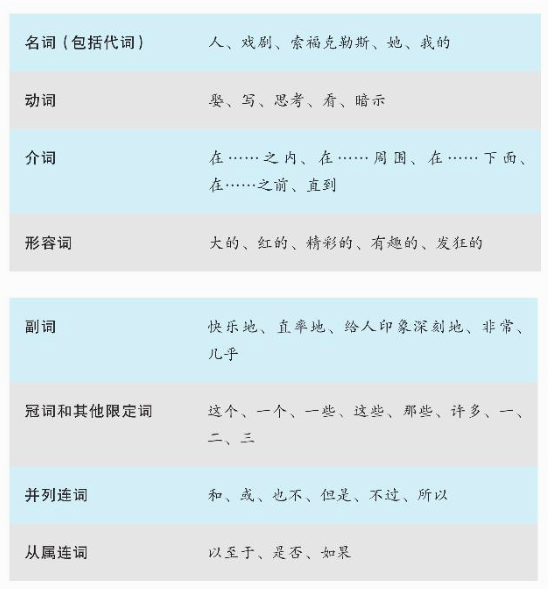 名词（包括代词） 人、戏剧、索福克勒斯、她、我的
动词 娶、写、思考、看、暗示
介词 在……之内、在……周围、在……下面、
在……之前、直到
形容词 大的、红的、精彩的、有趣的、发狂的
副词 快乐地、直率地、给人印象深刻地、非常、
几乎
冠词和其他限定词 这个、一个、一些、这些、那些、许多、一、
二、三
并列连词 和、或、也不、但是、不过、所以
从属连词 以至于、是否、如果